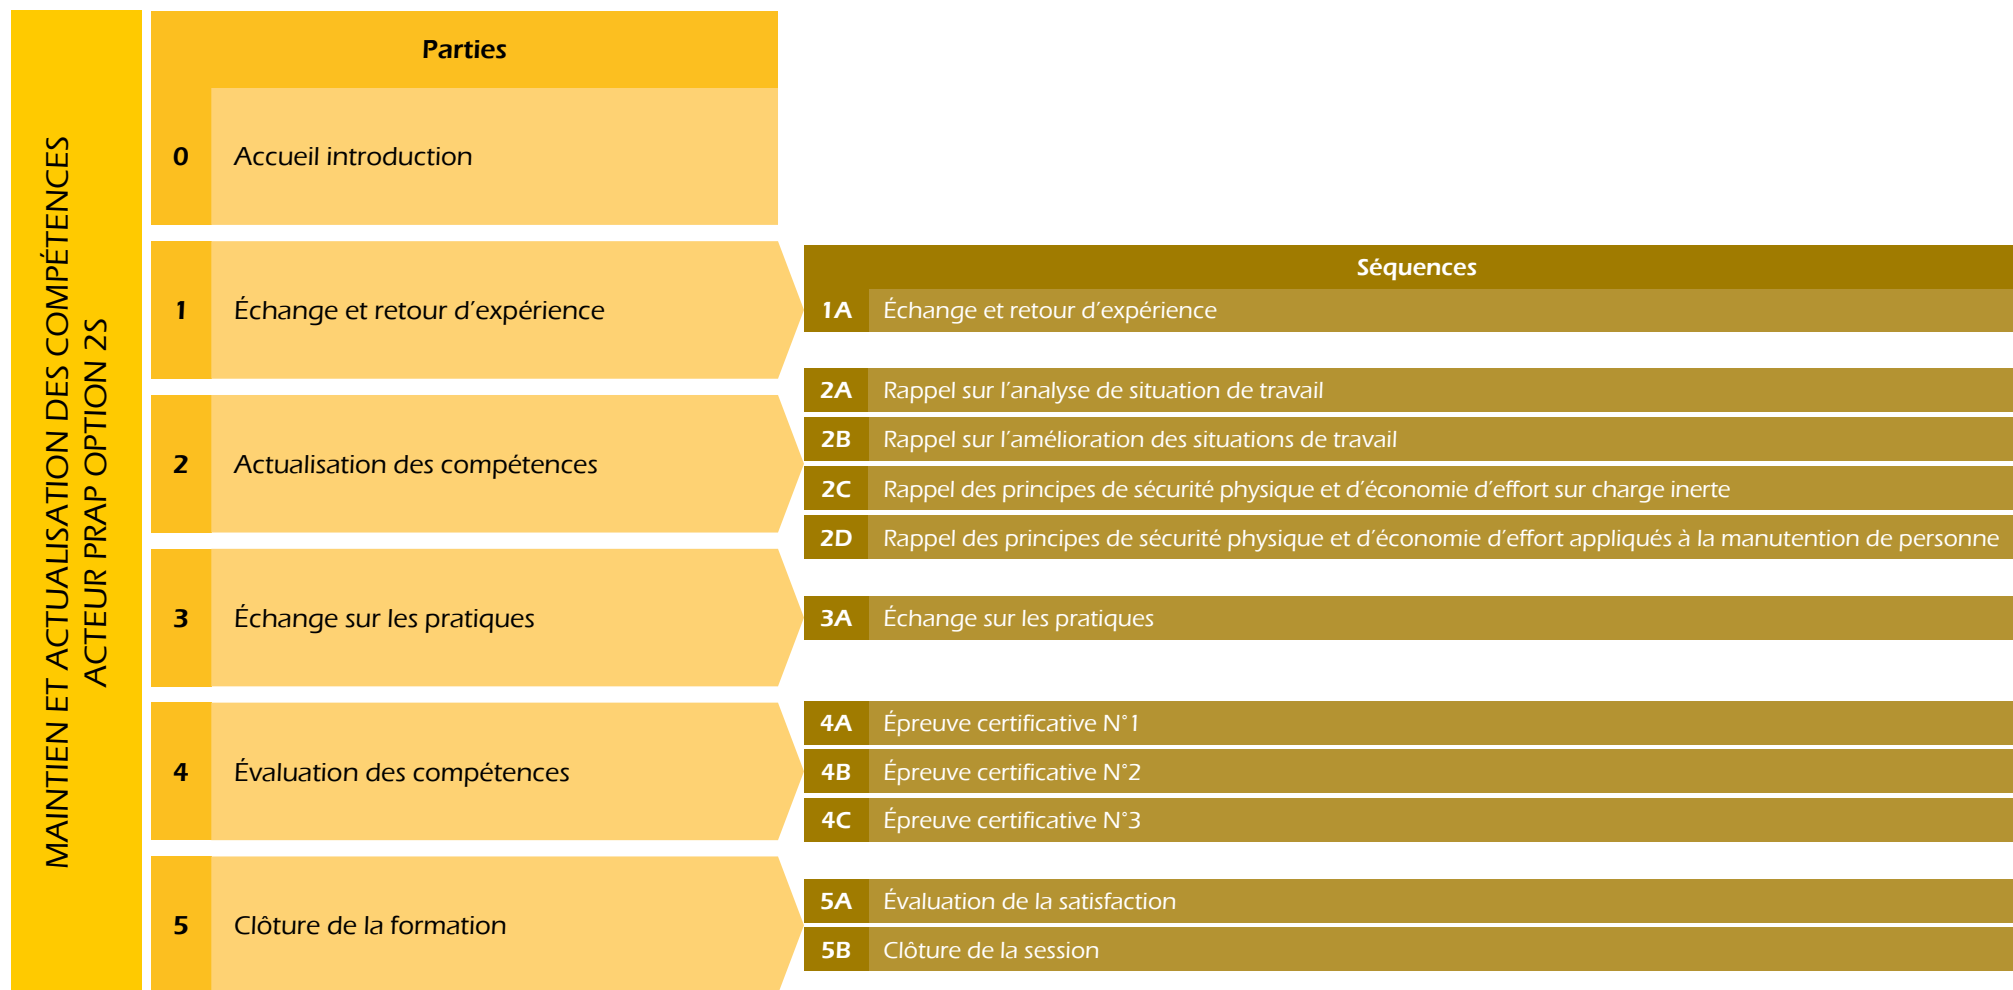 MAINTIEN ET ACTUALISATION DES COMPÉTENCES
ACTEUR PRAP OPTION 2S
Parties
0 Accueil introduction
1 Échange et retour d’expérience
Séquences
1A Échange et retour d’expérience
2 Actualisation des compétences
2A Rappel sur l’analyse de situation de travail
2B Rappel sur l’amélioration des situations de travail
2C Rappel des principes de sécurité physique et d’économie d’effort sur charge inerte
2D Rappel des principes de sécurité physique et d’économie d’effort appliqués à la manutention de personne
3 Échange sur les pratiques
3A Échange sur les pratiques
4 Évaluation des compétences
4A Épreuve certificative N°1
4B Épreuve certificative N°2
4C Épreuve certificative N°3
5 Clôture de la formation
5A Évaluation de la satisfaction
5B Clôture de la session